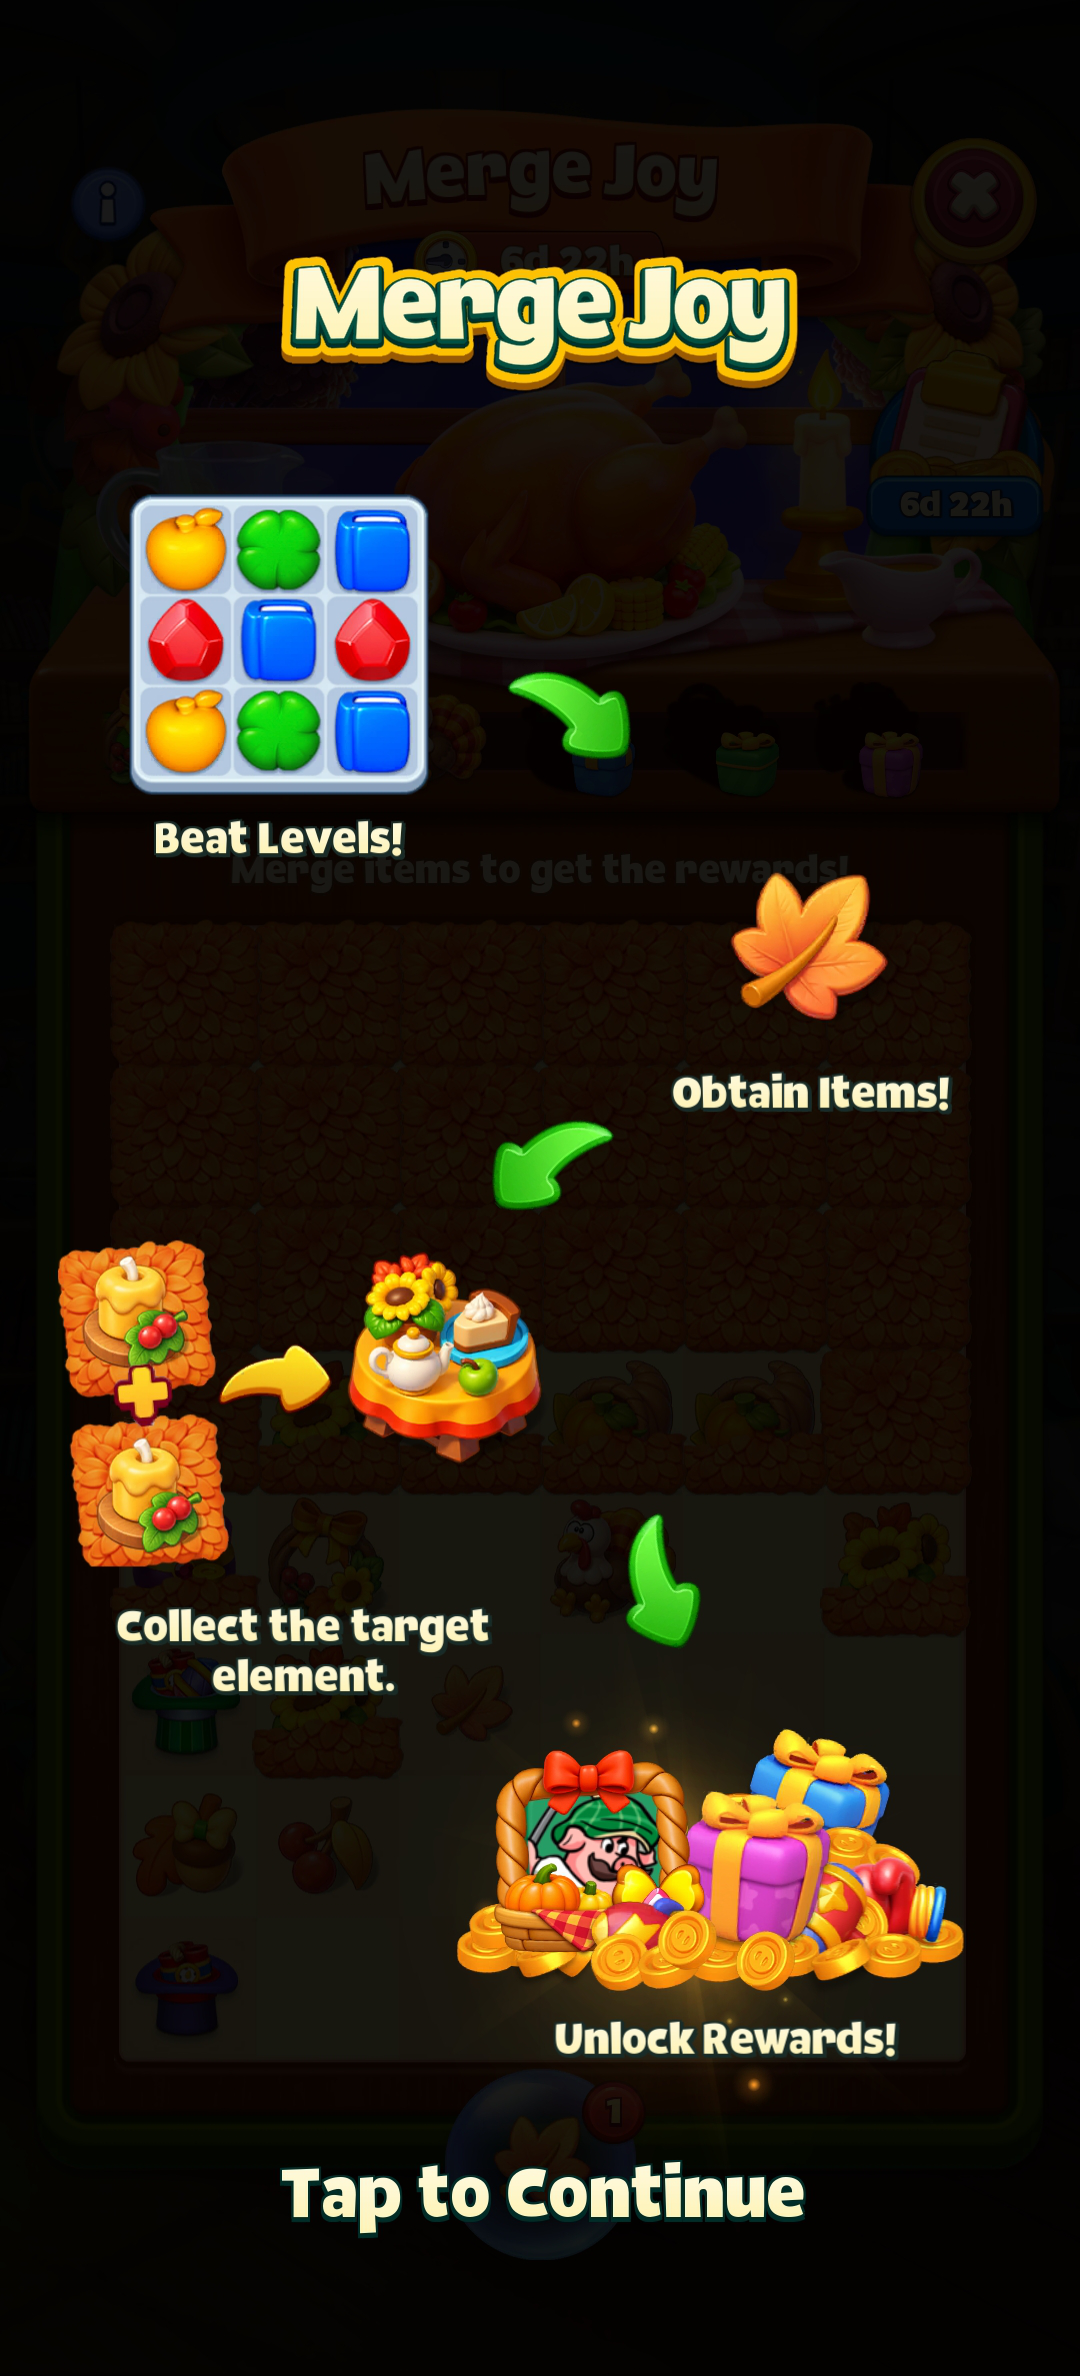 Merge Joy
6d 22h
Merge Joy
6d 22h
Beat Levels!
Merge items to get the rewards!
Obtain Items!
Collect the target
element.
Unlock Rewards!
1
Tap to Continue